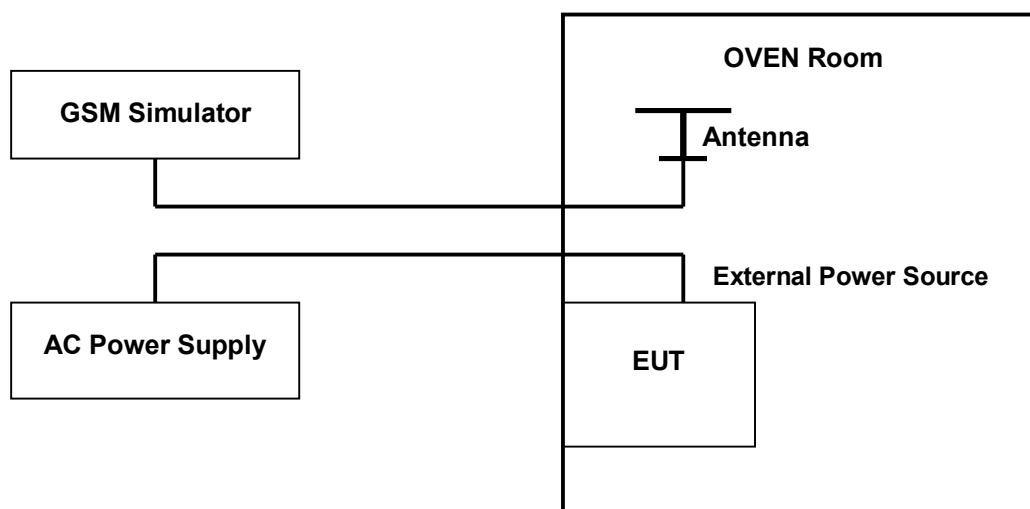 OVEN Room
GSM Simulator
Antenna
External Power Source
AC Power Supply
EUT